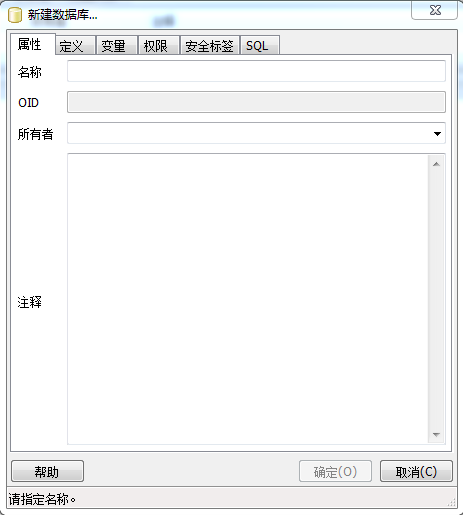 新建数据库...
属性 定义 变量 权限 安全标签 SQL
名称
OID
所有者
注释
帮助 确定(O) 取消(C)
请指定名称。